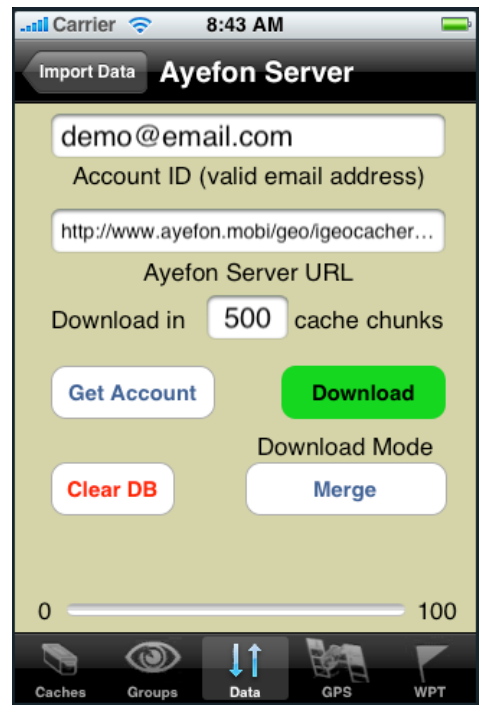 Carrier 8:43 AM
Import Data Ayefon Server
demo@email.com
Account ID (valid email address)
http://www.ayefon.mobi/geo/igeocacher...
Ayefon Server URL
Download in 500 cache chunks
Get Account Download
Download Mode
Clear DB Merge
0 100
Caches Groups Data GPS WPT